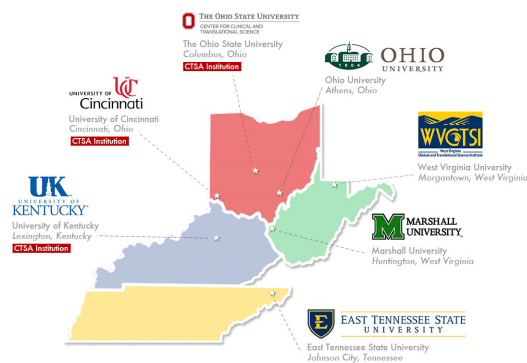 THE OHIO STATE UNIVERSITY
CENTER FOR CLINICAL AND
TRANSLATIONAL SCIENCE
The Ohio State University
Columbus, Ohio
CTSA Institution
1804
OHIO
UNIVERSITY
Ohio University
Athens, Ohio
UNIVERSITY OF
UC
Cincinnati
University of Cincinnati
Cincinnati, Ohio
CTSA Institution
WVCTSI
West Virginia
Clinical and Translational Science Institute
West Virginia University
Morgantown, West Virginia
UK
UNIVERSITY OF
KENTUCKY
University of Kentucky
Lexington, Kentucky
CTSA Institution
M
MARSHALL
UNIVERSITY
Marshall University
Huntington, West Virginia
E
EAST TENNESSEE STATE
UNIVERSITY
East Tennessee State University
Johnson City, Tennessee